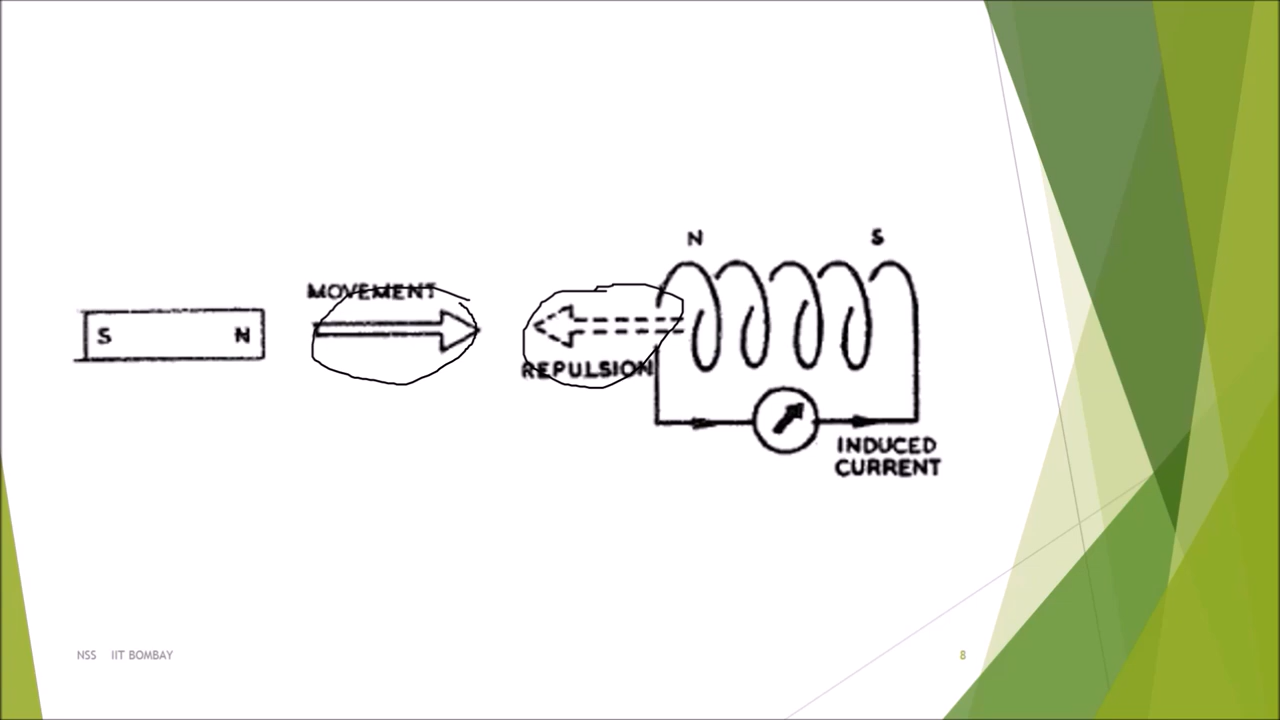 MOVEMENT
S N
REPULSION
N S
INDUCED
CURRENT
NSS IIT BOMBAY
8